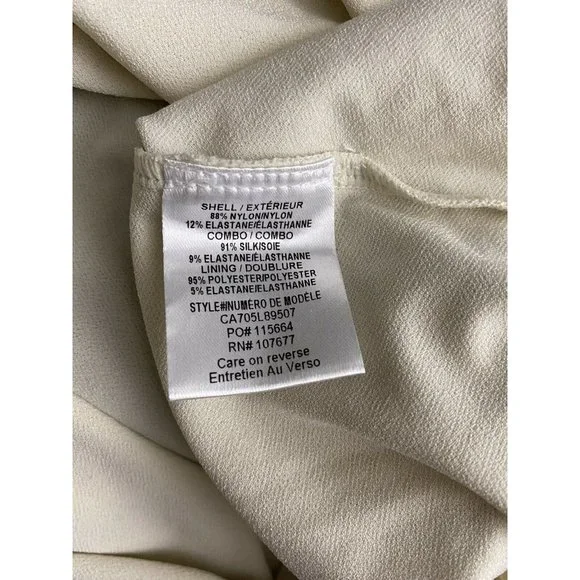 SHELL / EXTÉRIEUR
88% NYLON/NYLON
12% ELASTANE/ÉLASTHANNE
COMBO / COMBO
91% SILK/SOIE
9% ELASTANE/ÉLASTHANNE
LINING / DOUBLURE
95% POLYESTER/POLYESTER
5% ELASTANE/ÉLASTHANNE
STYLE#/NUMÉRO DE MODÈLE
CA705L89507
PO# 115664
RN# 107677
Care on reverse
Entretien Au Verso